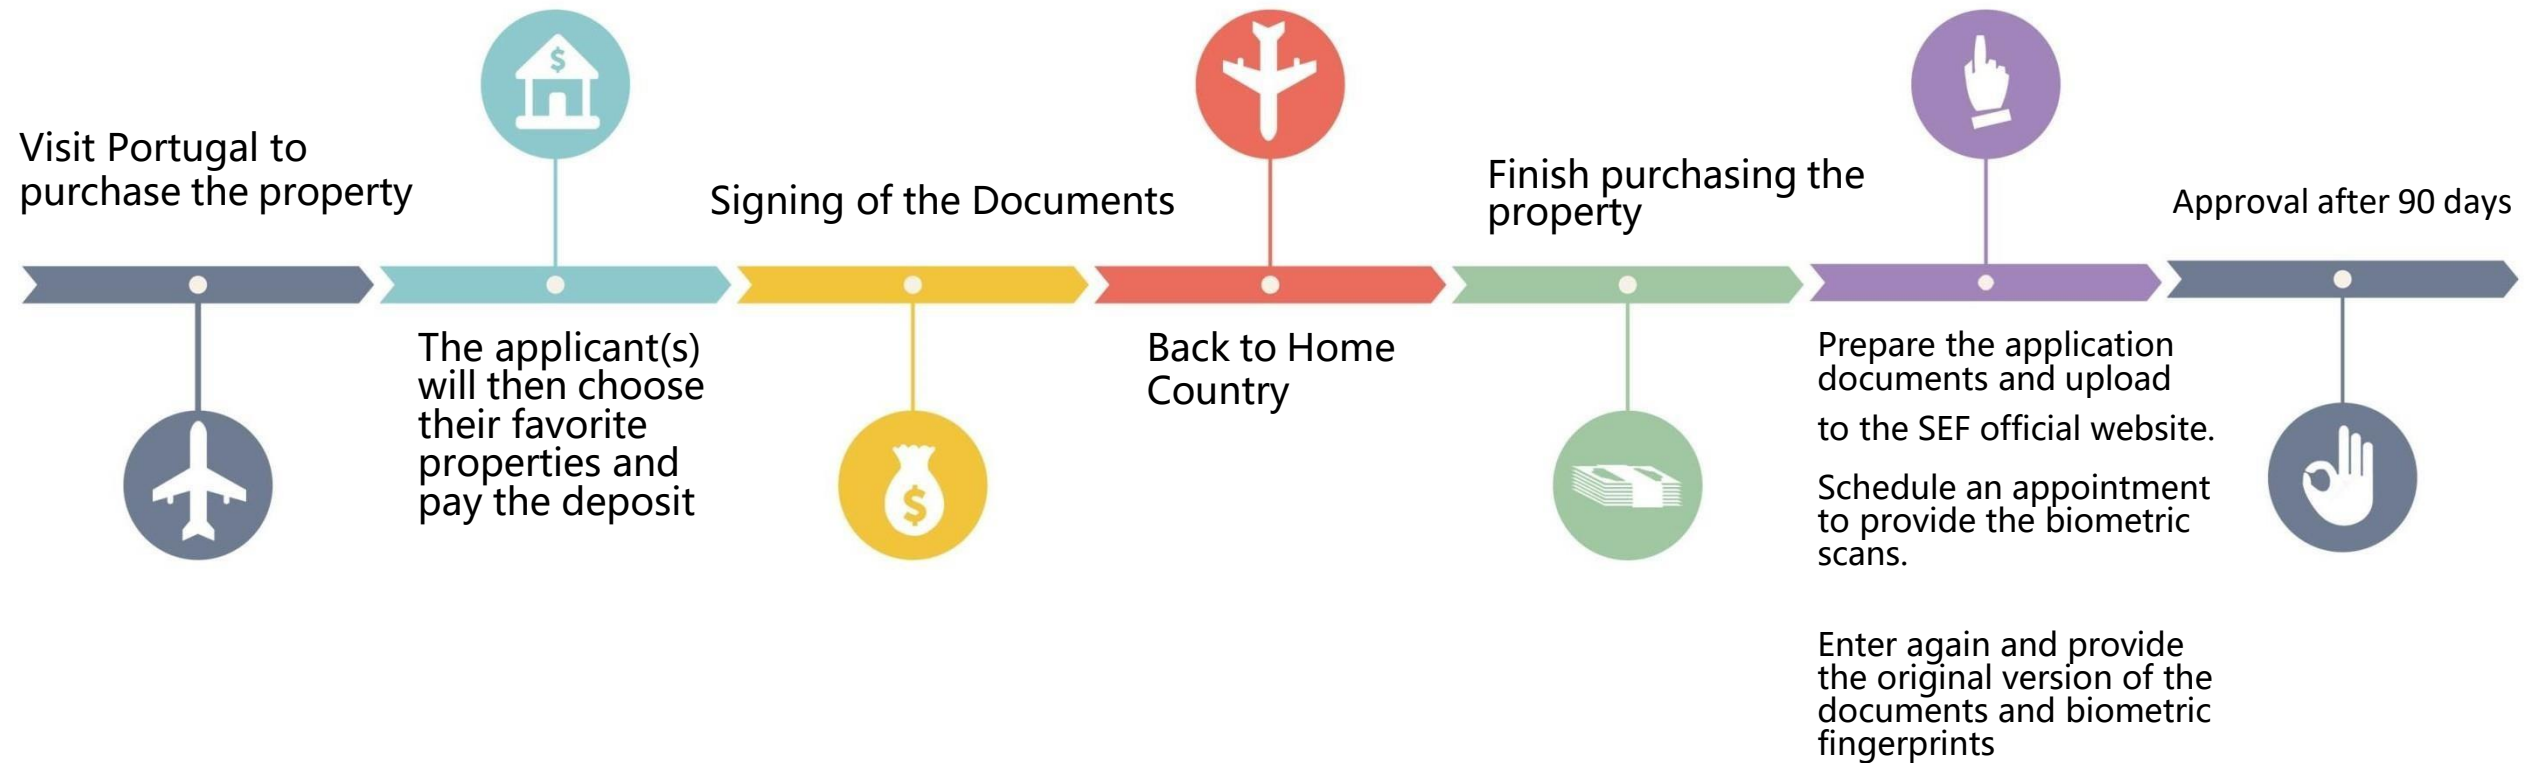 Visit Portugal to
purchase the property
The applicant(s)
will then choose
their favorite
properties and
pay the deposit
Signing of the Documents
Back to Home
Country
Finish purchasing the
property
Prepare the application
documents and upload
to the SEF official website.
Schedule an appointment
to provide the biometric
scans.
Enter again and provide
the original version of the
documents and biometric
fingerprints
Approval after 90 days
$
$